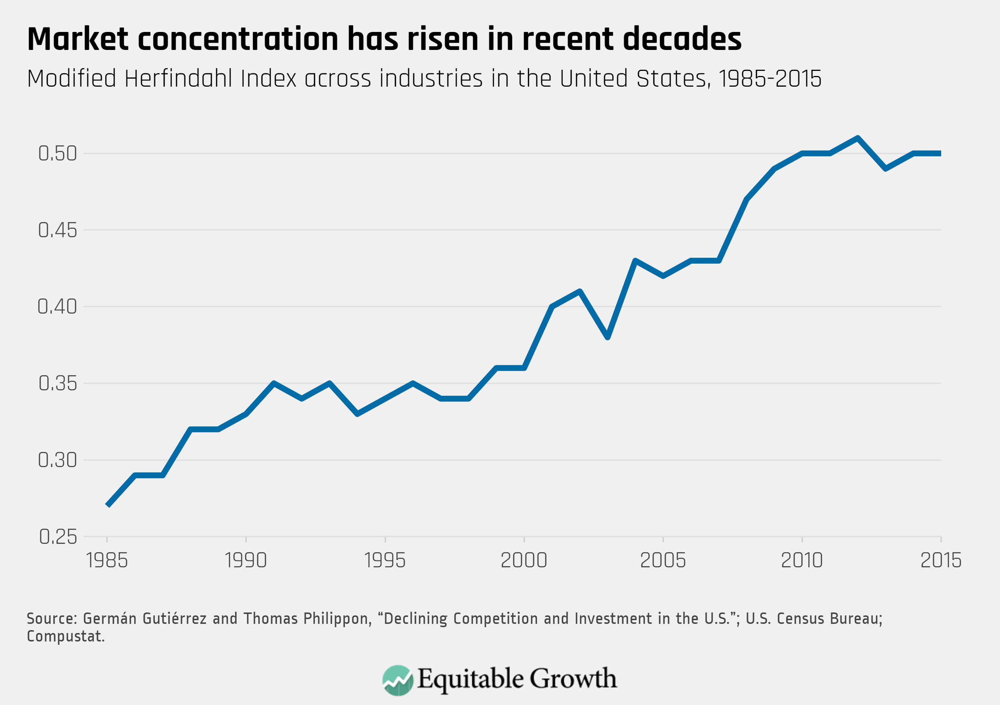 Market concentration has risen in recent decades
Modified Herfindahl Index across industries in the United States, 1985-2015
0.50
0.45
0.40
0.35
0.30
0.25
1985 1990 1995 2000 2005 2010 2015
Source: Germán Gutiérrez and Thomas Philippon, “Declining Competition and Investment in the U.S.”; U.S. Census Bureau;
Compustat.
Equitable Growth